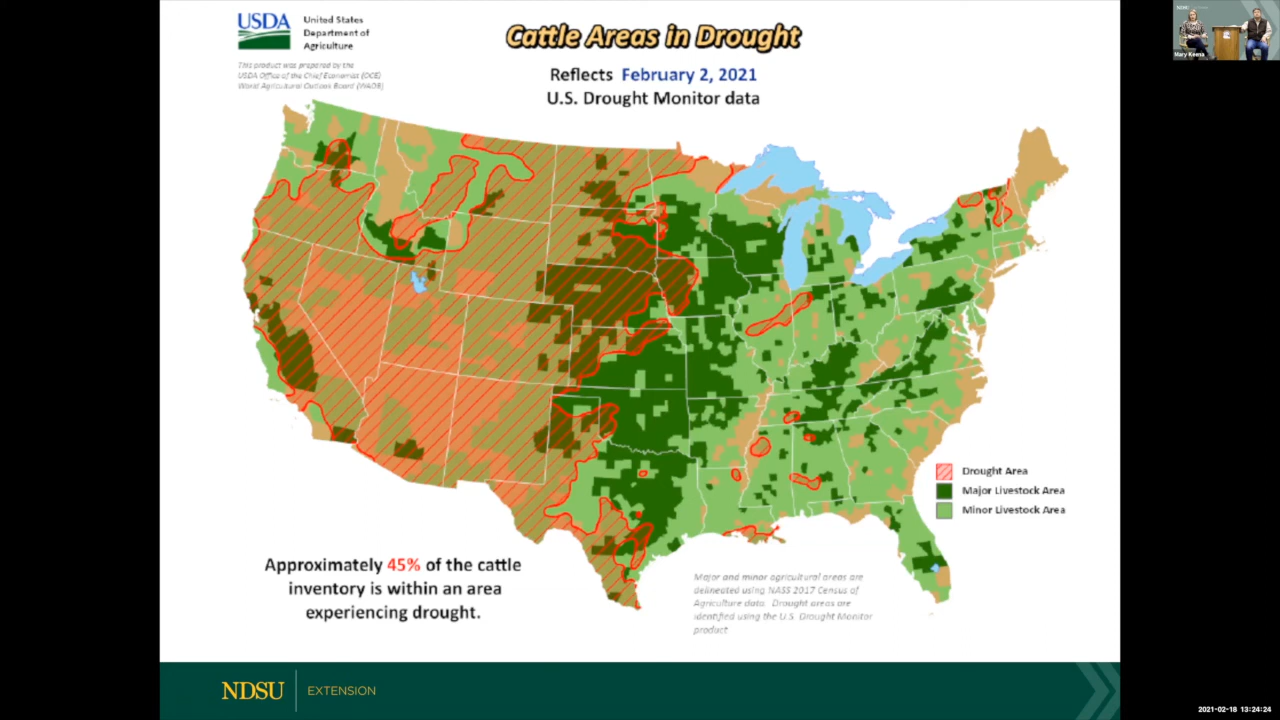 USDA
United States
Department of
Agriculture
This product was prepared by the
USDA Office of the Chief Economist (OCE)
World Agricultural Outlook Board (WAOB)
Cattle Areas in Drought
Reflects February 2, 2021
U.S. Drought Monitor data
NDSU
Mary Keena
Drought Area
Major Livestock Area
Minor Livestock Area
Approximately 45% of the cattle
inventory is within an area
experiencing drought.
Major and minor agricultural areas are
delineated using NASS 2017 Census of
Agriculture data. Drought areas are
identified using the U.S. Drought Monitor
product
NDSU EXTENSION
2021-02-18 13:24:24